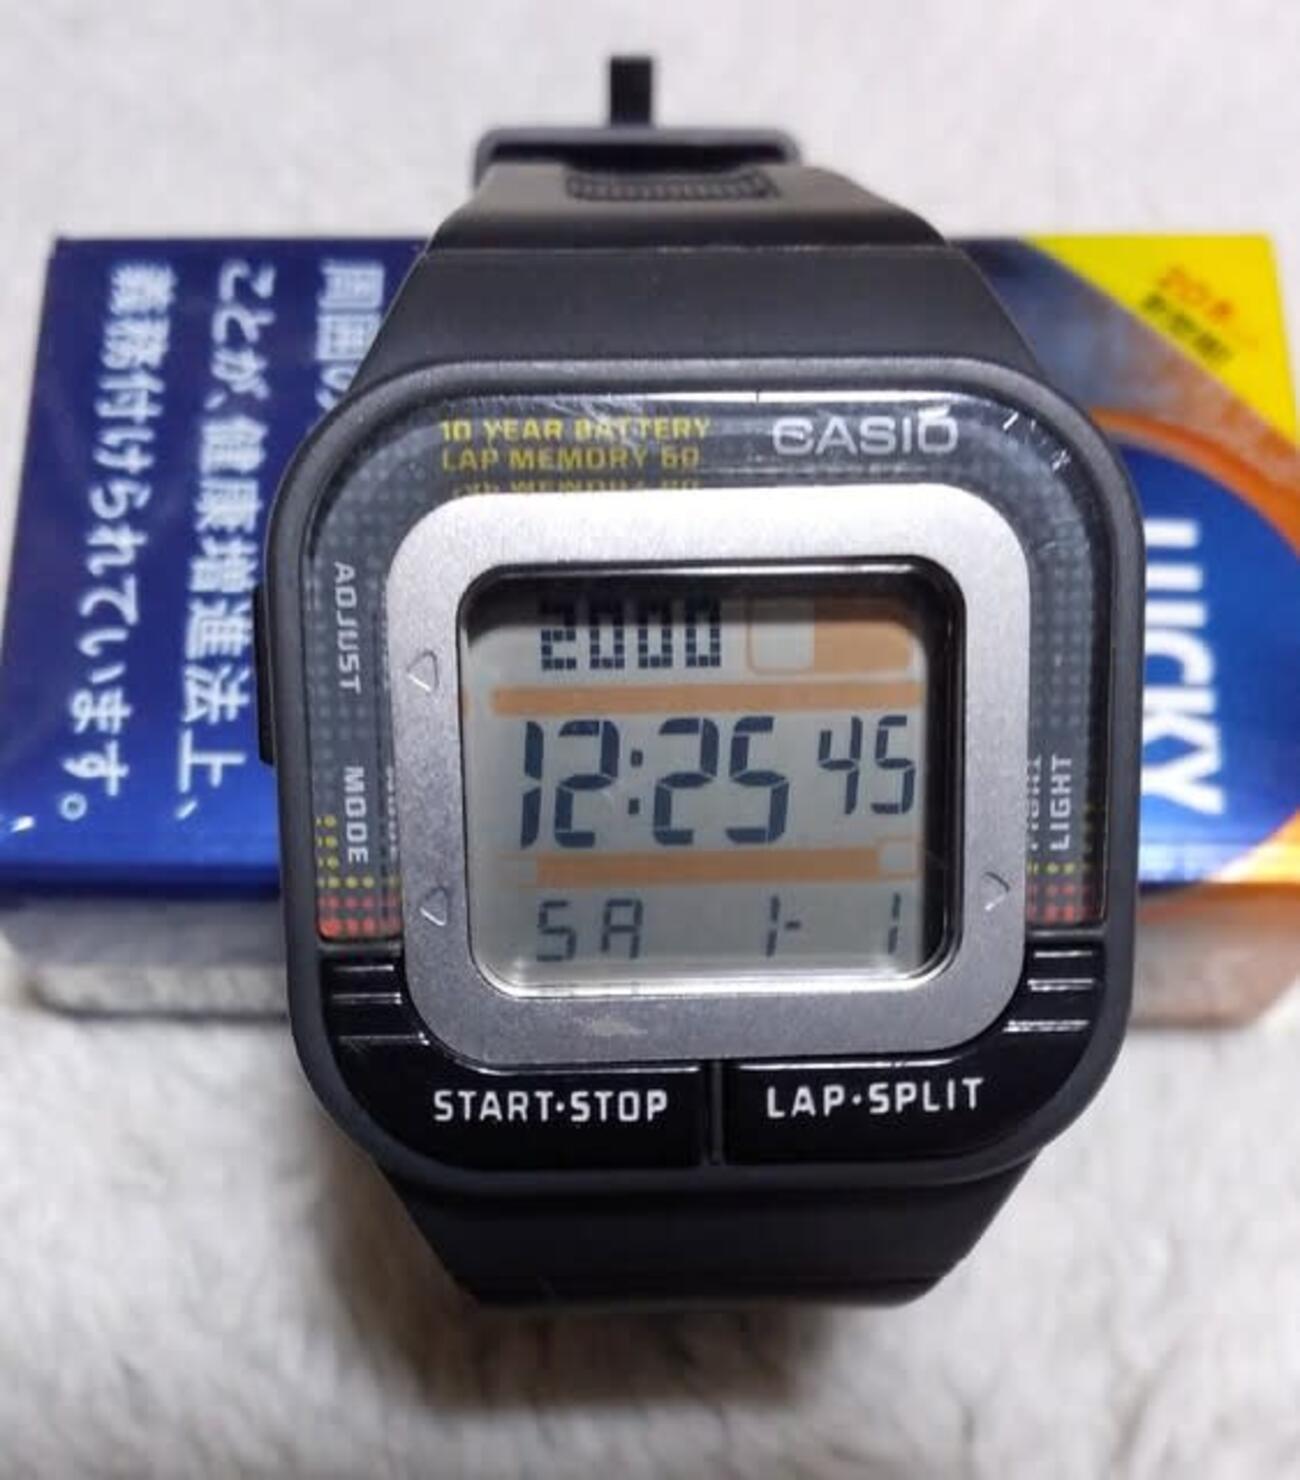 10 YEAR BATTERY
LAP MEMORY 60
CASIO
ADJUST
MODE
LIGHT
2000
12:25 45
SA 1- 1
START·STOP
LAP·SPLIT
周囲
ことが、健康増進法上、
義務付けられています。